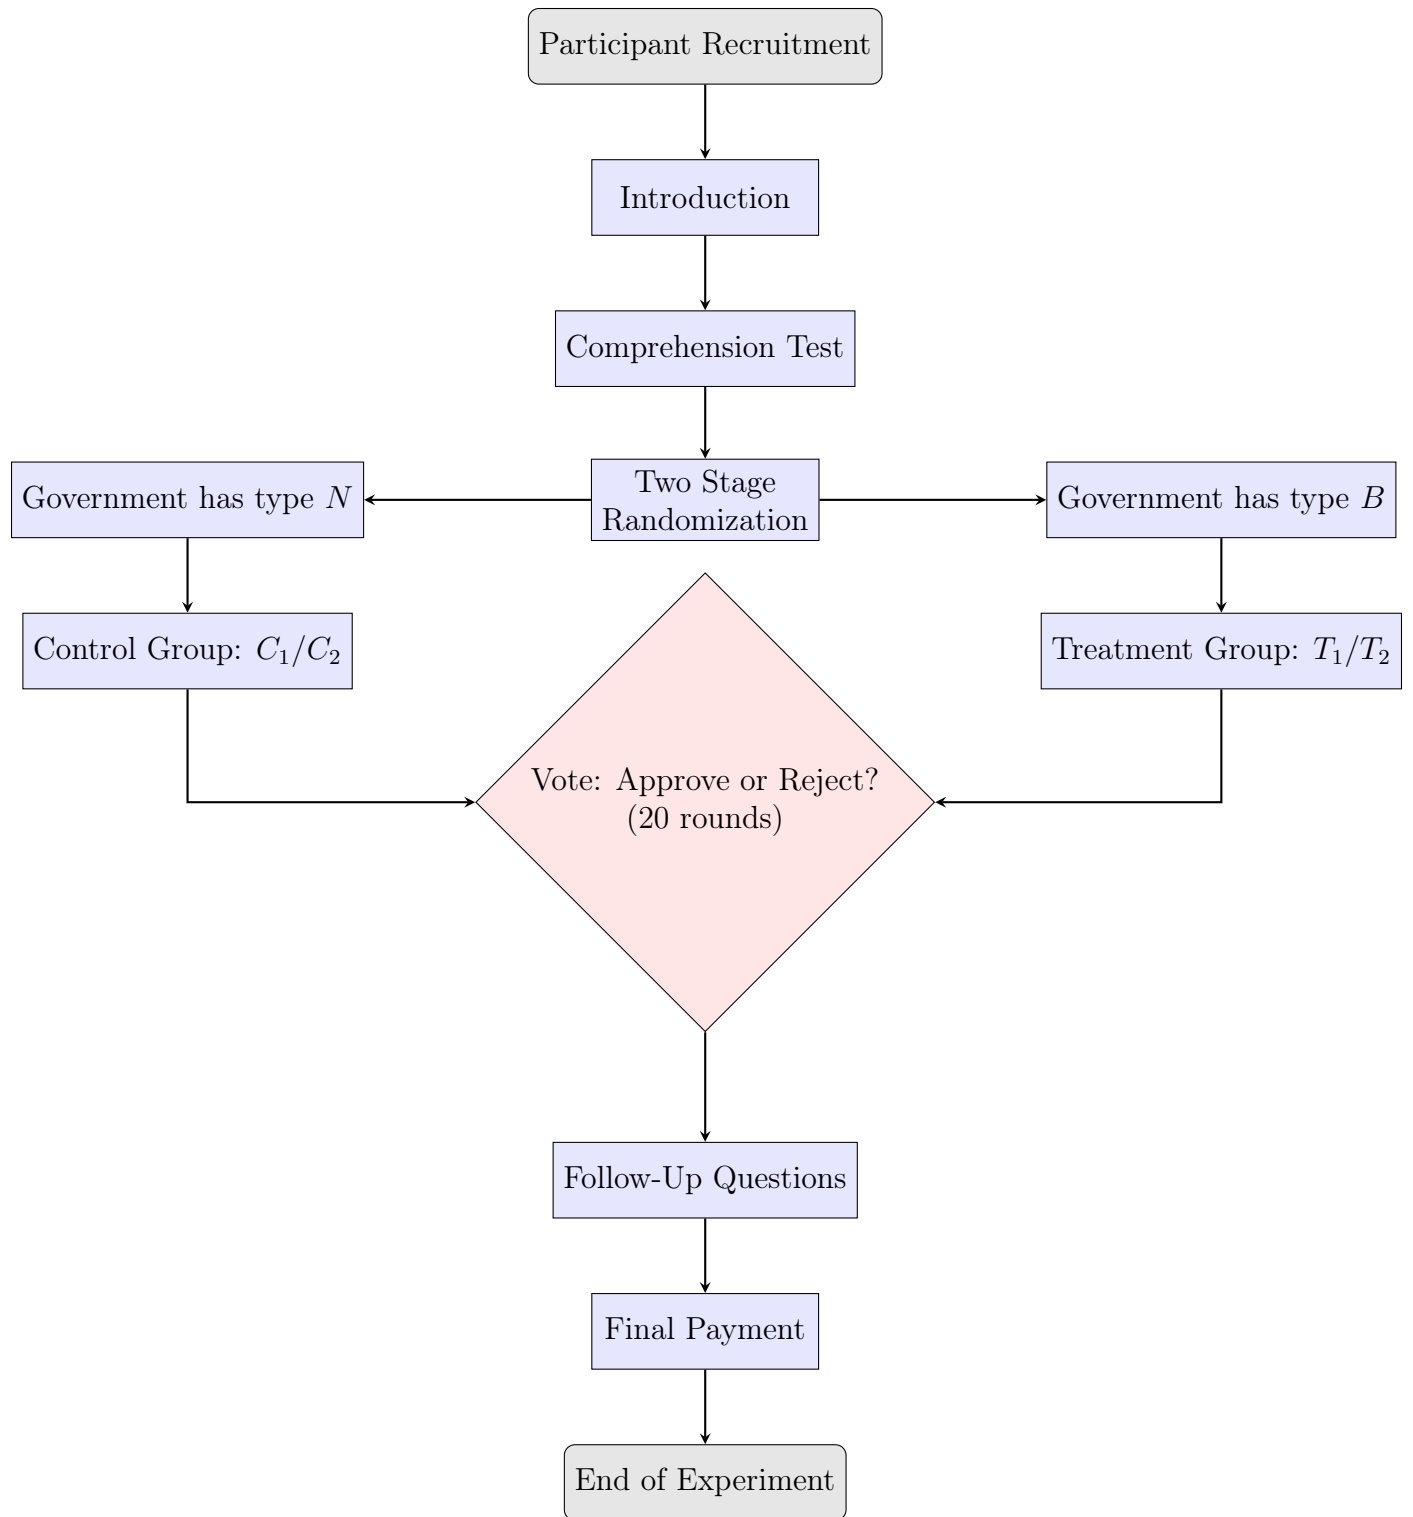 Participant Recruitment
Introduction
Comprehension Test
Government has type N
Two Stage
Randomization
Government has type B
Control Group: C₁/C₂
Treatment Group: T₁/T₂
Vote: Approve or Reject?
(20 rounds)
Follow-Up Questions
Final Payment
End of Experiment